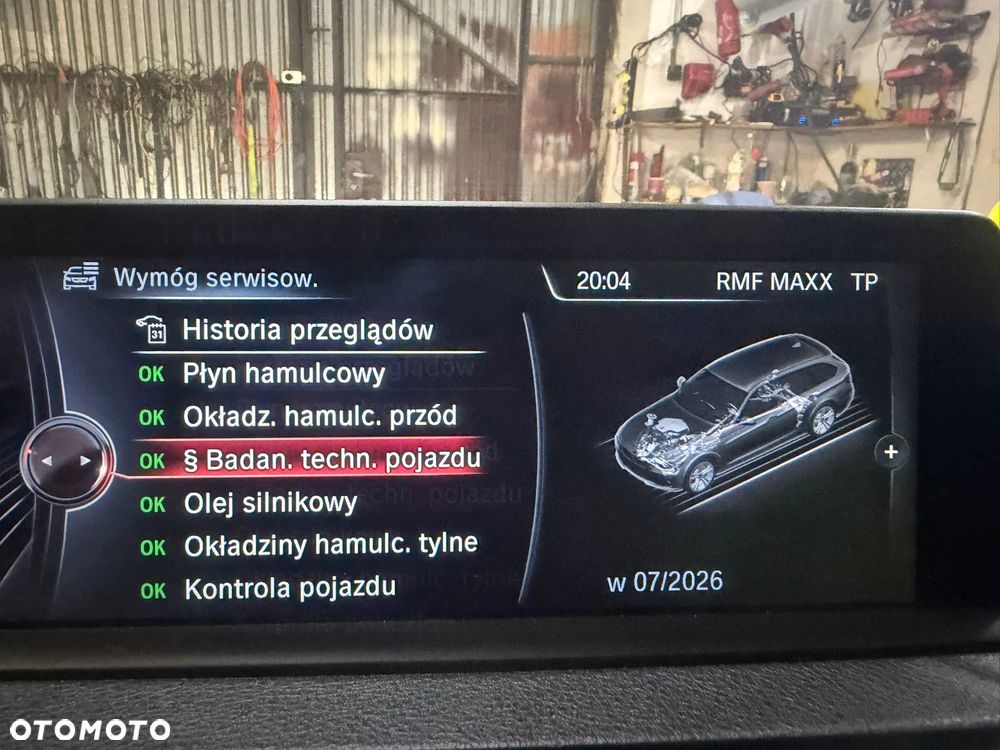 Wymóg serwisow.
20:04 RMF MAXX TP
31 Historia przeglądów
OK Płyn hamulcowy
OK Okładz. hamulc. przód
OK § Badan. techn. pojazdu
OK Olej silnikowy
OK Okładziny hamulc. tylne
OK Kontrola pojazdu
w 07/2026
OTOMOTO